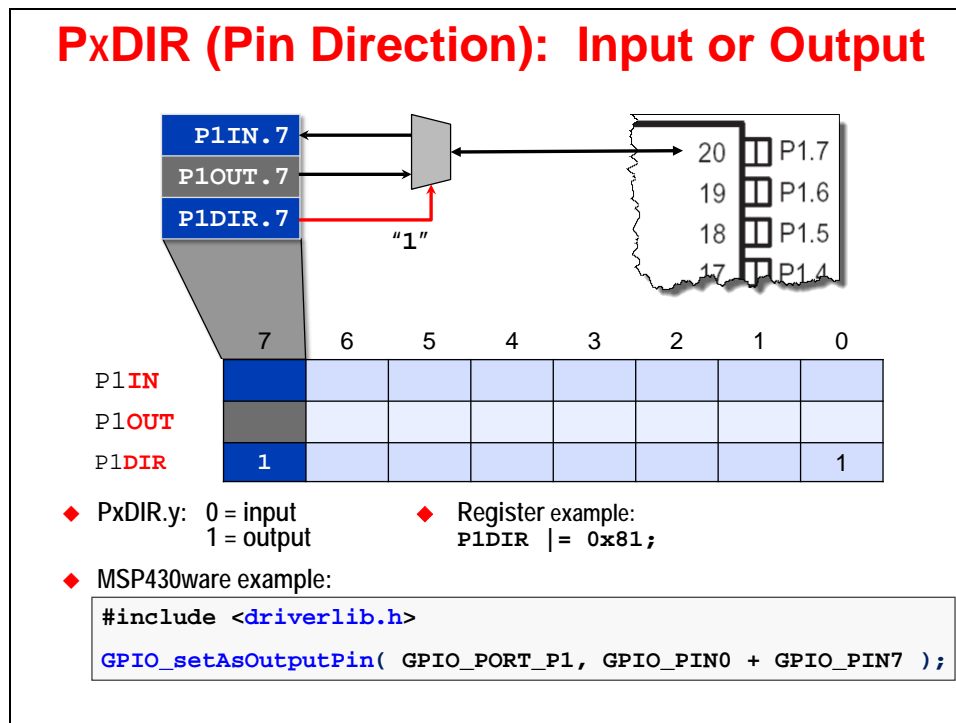 PxDIR (Pin Direction): Input or Output
P1IN.7
P1OUT.7
P1DIR.7
"1"
20 P1.7
19 P1.6
18 P1.5
17 P1.4
7 6 5 4 3 2 1 0
P1IN
P1OUT
P1DIR 1 1
◆ PxDIR.y: 0 = input
1 = output
◆ Register example:
P1DIR |= 0x81;
◆ MSP430ware example:
#include <driverlib.h>
GPIO_setAsOutputPin( GPIO_PORT_P1, GPIO_PIN0 + GPIO_PIN7 );